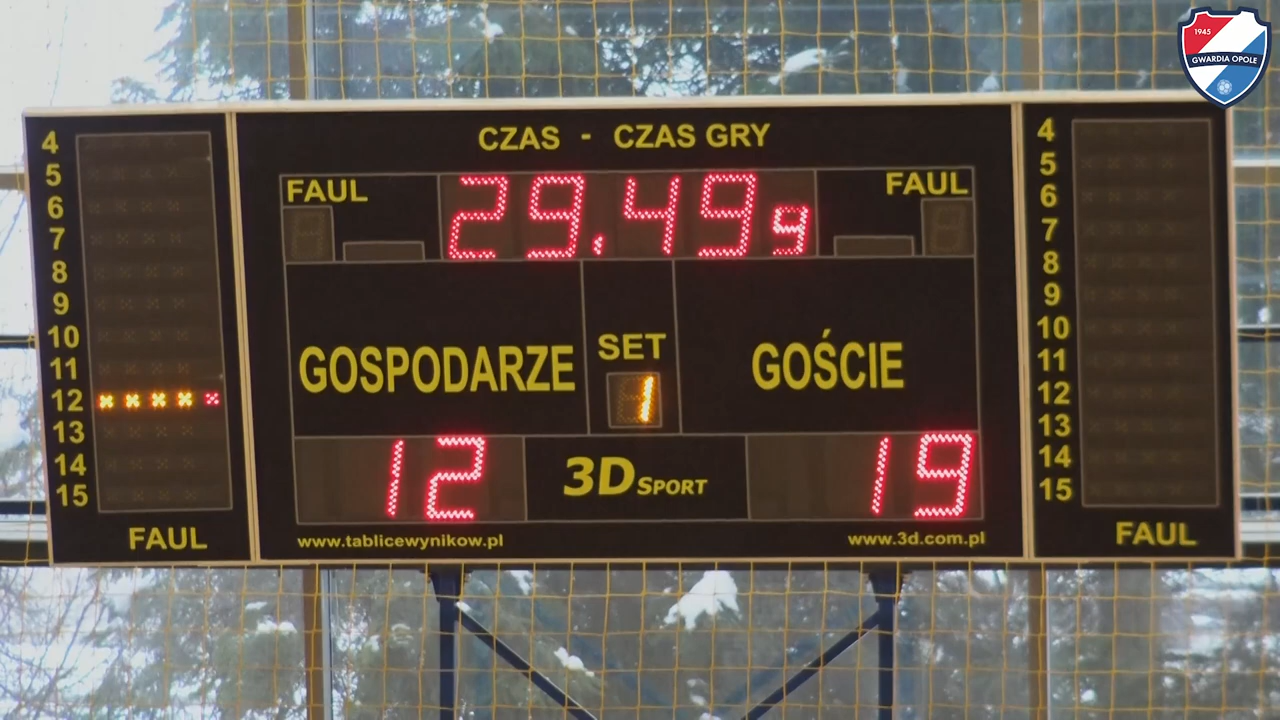 1945
GWARDIA OPOLE
CZAS - CZAS GRY
FAUL
29.499
FAUL
4
5
6
7
8
9
10
11
12
13
14
15
FAUL
GOSPODARZE
SET
1
GOŚCIE
12
3D SPORT
19
www.tablicewynikow.pl
www.3d.com.pl
4
5
6
7
8
9
10
11
12
13
14
15
FAUL